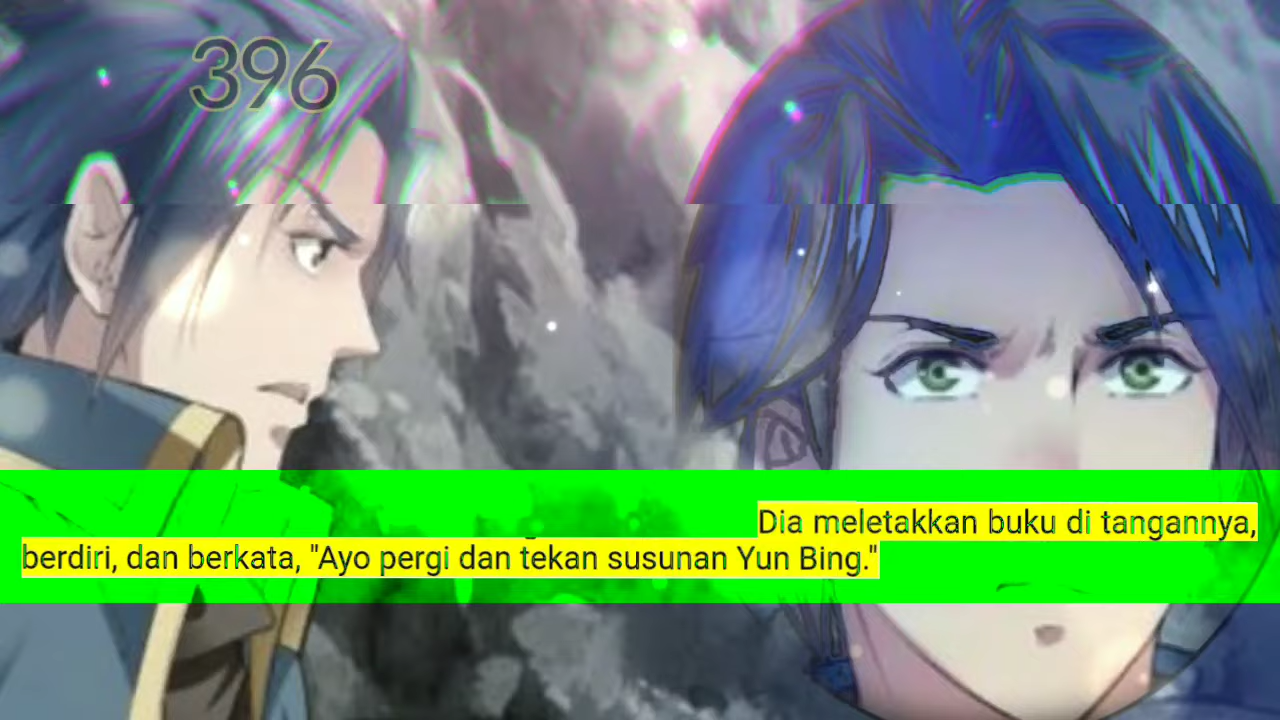 396
Dia meletakkan buku di tangannya,
berdiri, dan berkata, "Ayo pergi dan tekan susunan Yun Bing."